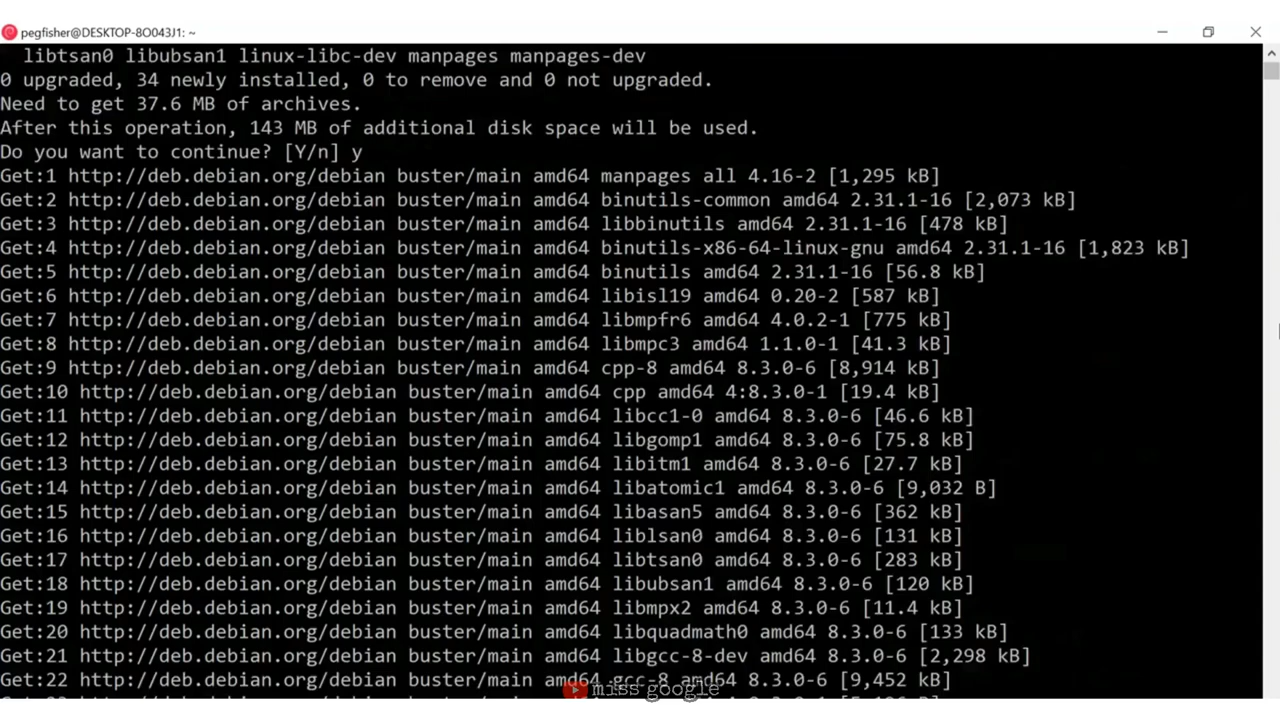 pegfisher@DESKTOP-8O043J1: ~
libtsan0 libubsan1 linux-libc-dev manpages manpages-dev
0 upgraded, 34 newly installed, 0 to remove and 0 not upgraded.
Need to get 37.6 MB of archives.
After this operation, 143 MB of additional disk space will be used.
Do you want to continue? [Y/n] y
Get:1 http://deb.debian.org/debian buster/main amd64 manpages all 4.16-2 [1,295 kB]
Get:2 http://deb.debian.org/debian buster/main amd64 binutils-common amd64 2.31.1-16 [2,073 kB]
Get:3 http://deb.debian.org/debian buster/main amd64 libbinutils amd64 2.31.1-16 [478 kB]
Get:4 http://deb.debian.org/debian buster/main amd64 binutils-x86-64-linux-gnu amd64 2.31.1-16 [1,823 kB]
Get:5 http://deb.debian.org/debian buster/main amd64 binutils amd64 2.31.1-16 [56.8 kB]
Get:6 http://deb.debian.org/debian buster/main amd64 libisl19 amd64 0.20-2 [587 kB]
Get:7 http://deb.debian.org/debian buster/main amd64 libmpfr6 amd64 4.0.2-1 [775 kB]
Get:8 http://deb.debian.org/debian buster/main amd64 libmpc3 amd64 1.1.0-1 [41.3 kB]
Get:9 http://deb.debian.org/debian buster/main amd64 cpp-8 amd64 8.3.0-6 [8,914 kB]
Get:10 http://deb.debian.org/debian buster/main amd64 cpp amd64 4:8.3.0-1 [19.4 kB]
Get:11 http://deb.debian.org/debian buster/main amd64 libcc1-0 amd64 8.3.0-6 [46.6 kB]
Get:12 http://deb.debian.org/debian buster/main amd64 libgomp1 amd64 8.3.0-6 [75.8 kB]
Get:13 http://deb.debian.org/debian buster/main amd64 libitm1 amd64 8.3.0-6 [27.7 kB]
Get:14 http://deb.debian.org/debian buster/main amd64 libatomic1 amd64 8.3.0-6 [9,032 B]
Get:15 http://deb.debian.org/debian buster/main amd64 libasan5 amd64 8.3.0-6 [362 kB]
Get:16 http://deb.debian.org/debian buster/main amd64 liblsan0 amd64 8.3.0-6 [131 kB]
Get:17 http://deb.debian.org/debian buster/main amd64 libtsan0 amd64 8.3.0-6 [283 kB]
Get:18 http://deb.debian.org/debian buster/main amd64 libubsan1 amd64 8.3.0-6 [120 kB]
Get:19 http://deb.debian.org/debian buster/main amd64 libmpx2 amd64 8.3.0-6 [11.4 kB]
Get:20 http://deb.debian.org/debian buster/main amd64 libquadmath0 amd64 8.3.0-6 [133 kB]
Get:21 http://deb.debian.org/debian buster/main amd64 libgcc-8-dev amd64 8.3.0-6 [2,298 kB]
Get:22 http://deb.debian.org/debian buster/main amd64 gcc-8 amd64 8.3.0-6 [9,452 kB]
miss google